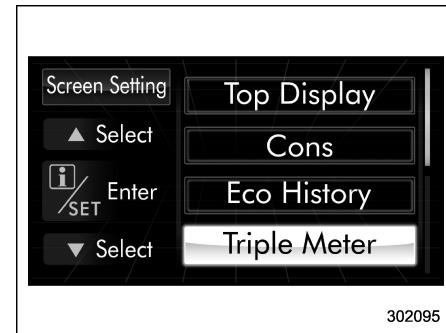 Screen Setting
▲ Select
i/SET Enter
▼ Select
Top Display
Cons
Eco History
Triple Meter
302095